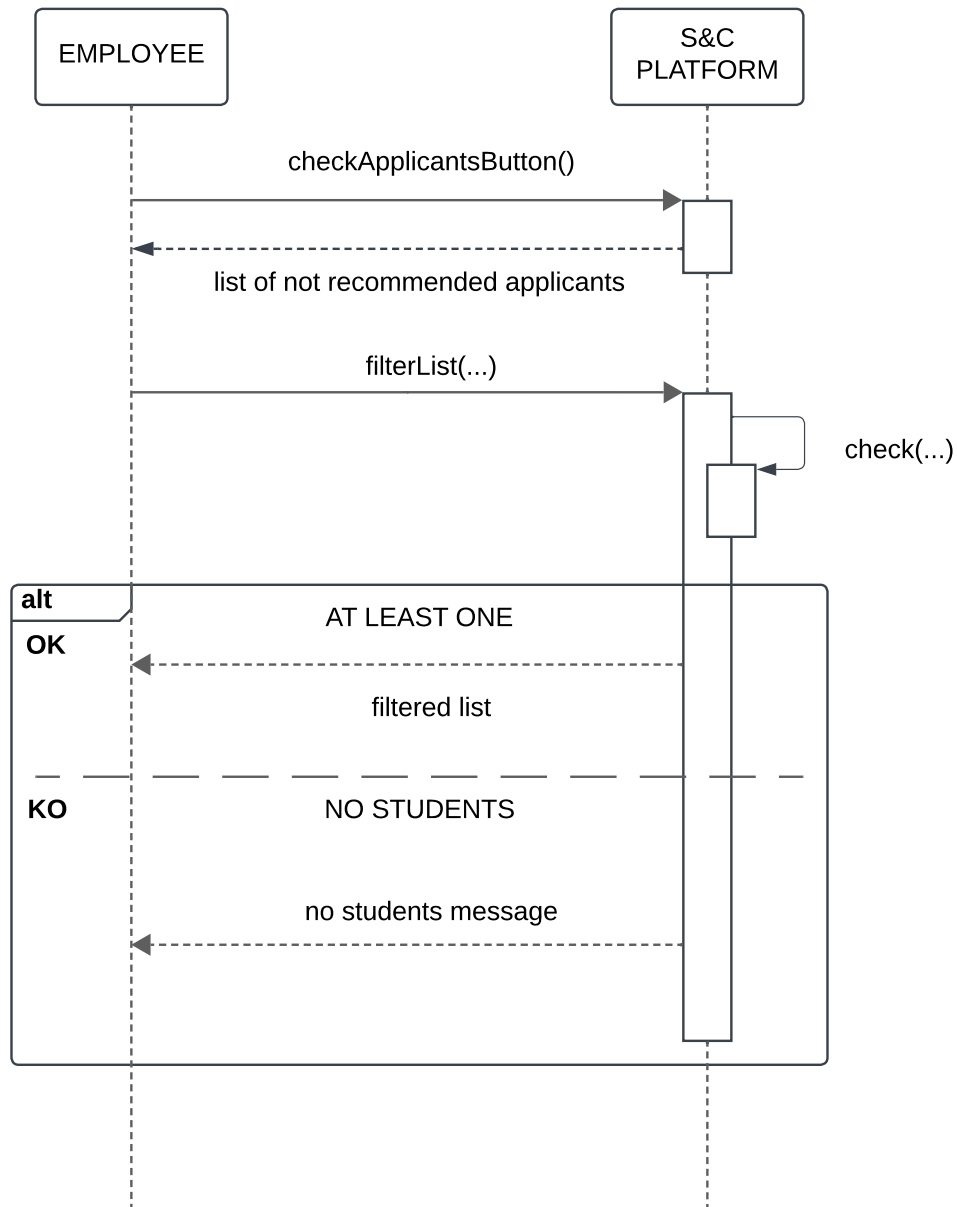 EMPLOYEE
S&C
PLATFORM
checkApplicantsButton()
list of not recommended applicants
filterList(...)
check(...)
alt
AT LEAST ONE
OK
filtered list
KO
NO STUDENTS
no students message